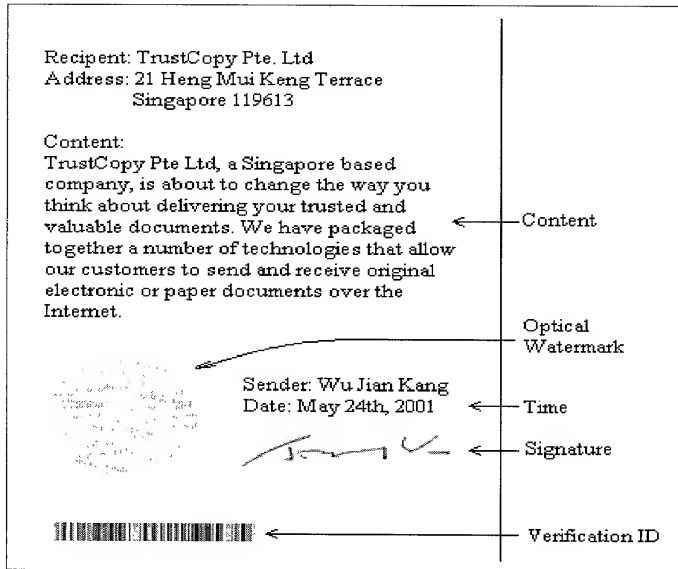 Recipent: TrustCopy Pte. Ltd
Address: 21 Heng Mui Keng Terrace
Singapore 119613
Content:
TrustCopy Pte Ltd, a Singapore based
company, is about to change the way you
think about delivering your trusted and
valuable documents. We have packaged
together a number of technologies that allow
our customers to send and receive original
electronic or paper documents over the
Internet.
Content
Optical
Watermark
Sender: Wu Jian Kang
Date: May 24th, 2001
Time
Signature
Verification ID